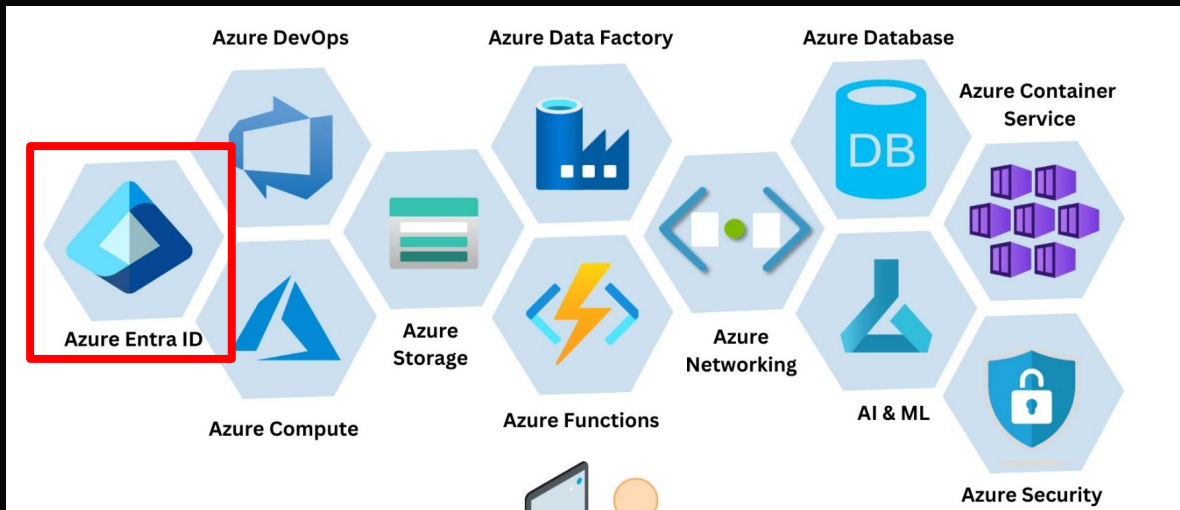 Azure DevOps
Azure Data Factory
Azure Database
Azure Container
Service
DB
Azure Entra ID
Azure
Storage
Azure
Networking
Azure Compute
Azure Functions
AI & ML
Azure Security